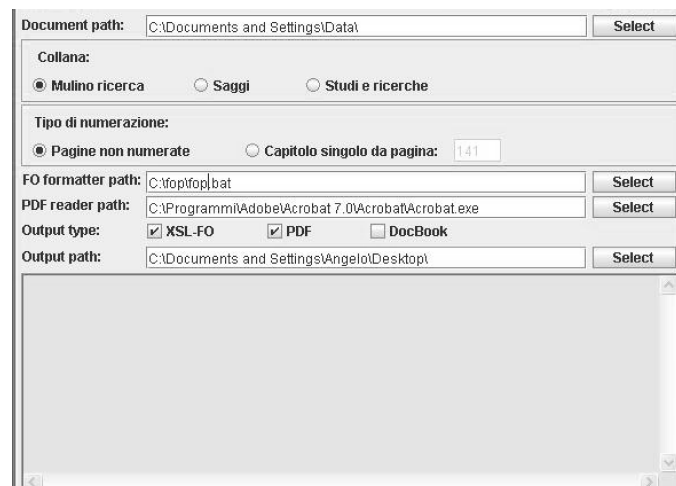 Document path: C:\Documents and Settings\Data\ Select
Collana:
Mulino ricerca Saggi Studi e ricerche
Tipo di numerazione:
Pagine non numerate Capitolo singolo da pagina: 141
FO formatter path: C:\fop\fop.bat Select
PDF reader path: C:\Programmi\Adobe\Acrobat 7.0\Acrobat\Acrobat.exe Select
Output type: XSL-FO PDF DocBook
Output path: C:\Documents and Settings\Angelo\Desktop\ Select